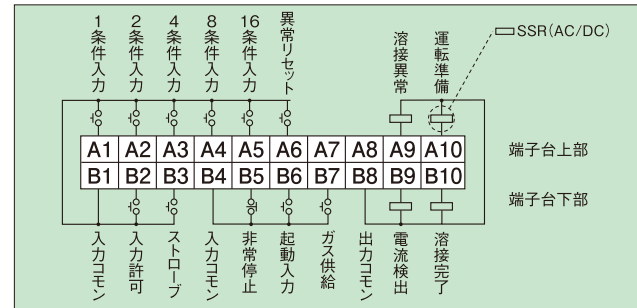 1条件入力
2条件入力
4条件入力
8条件入力
16条件入力
異常リセット
溶接異常
運転準備
SSR(AC/DC)
A1 A2 A3 A4 A5 A6 A7 A8 A9 A10
端子台上部
B1 B2 B3 B4 B5 B6 B7 B8 B9 B10
端子台下部
入力コモン
入力許可
ストローブ
入力コモン
非常停止
起動入力
ガス供給
出力コモン
電流検出
溶接完了